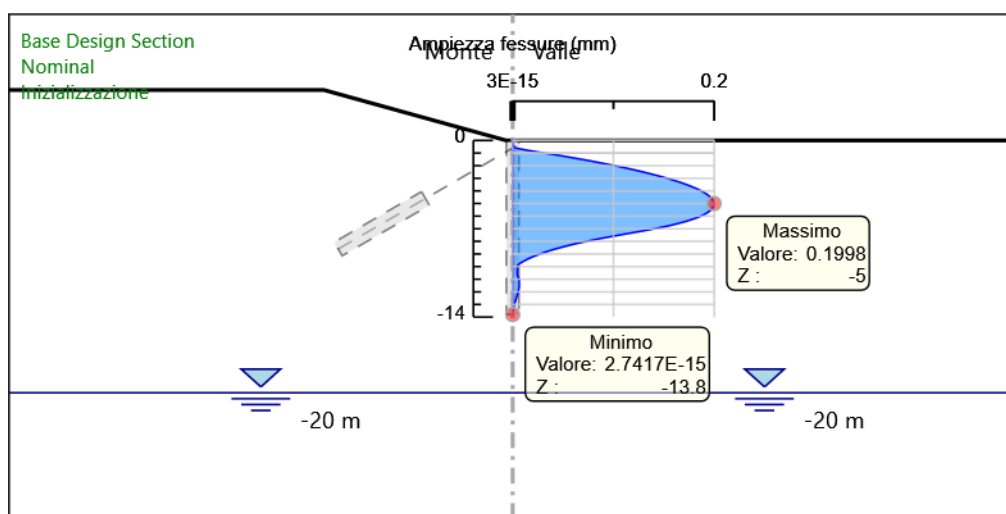 Base Design Section
Nominal
Inizializzazione
Ampiezza fessure (mm)
Monte Valle
3E-15 0.2
0
-14
Massimo
Valore: 0.1998
Z : -5
Minimo
Valore: 2.7417E-15
Z : -13.8
-20 m
-20 m